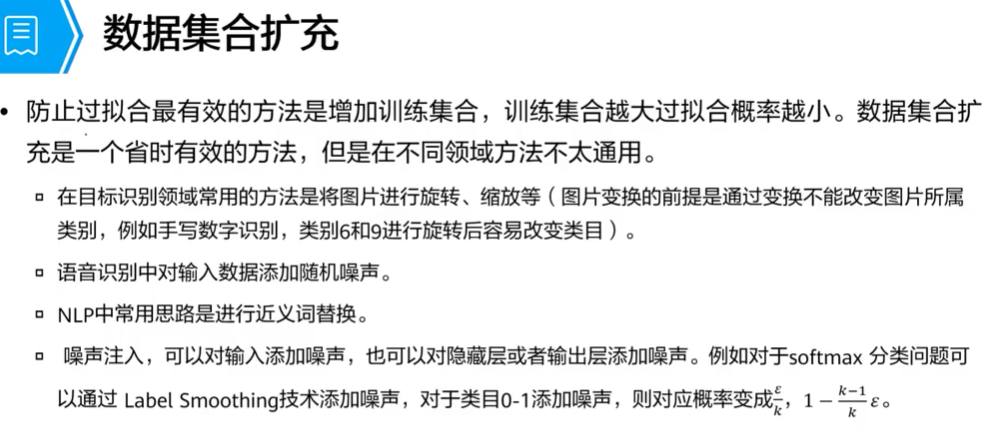 数据集合扩充
• 防止过拟合最有效的方法是增加训练集合，训练集合越大过拟合概率越小。数据集合扩
充是一个省时有效的方法，但是在不同领域方法不太通用。
▫ 在目标识别领域常用的方法是将图片进行旋转、缩放等（图片变换的前提是通过变换不能改变图片所属
类别，例如手写数字识别，类别6和9进行旋转后容易改变类目）。
▫ 语音识别中对输入数据添加随机噪声。
▫ NLP中常用思路是进行近义词替换。
▫ 噪声注入，可以对输入添加噪声，也可以对隐藏层或者输出层添加噪声。例如对于softmax 分类问题可
以通过 Label Smoothing技术添加噪声，对于类目0-1添加噪声，则对应概率变成ε/k，1 − (k−1)/k ε。